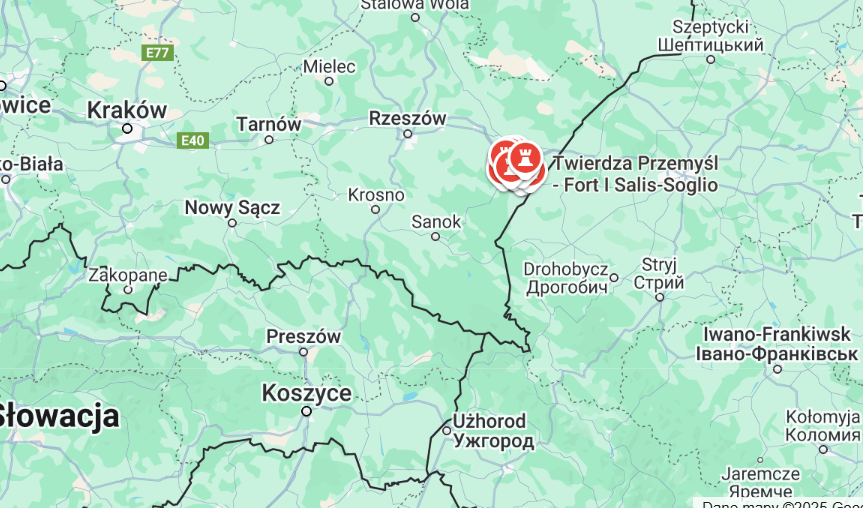 Stalowa Wola
Szeptycki
Шептицький
E77
Mielec
owice
Kraków
Rzeszów
Tarnów
E40
ko-Biała
Twierdza Przemyśl
- Fort I Salis-Soglio
Krosno
Nowy Sącz
Sanok
Zakopane
Drohobycz
Дрогобич
Stryj
Стрий
Preszów
Iwano-Frankiwsk
Івано-Франківськ
Koszyce
Słowacja
Użhorod
Ужгород
Kołomyja
Коломия
Jaremcze
Яремче
Dane mapy ©2025 Goo